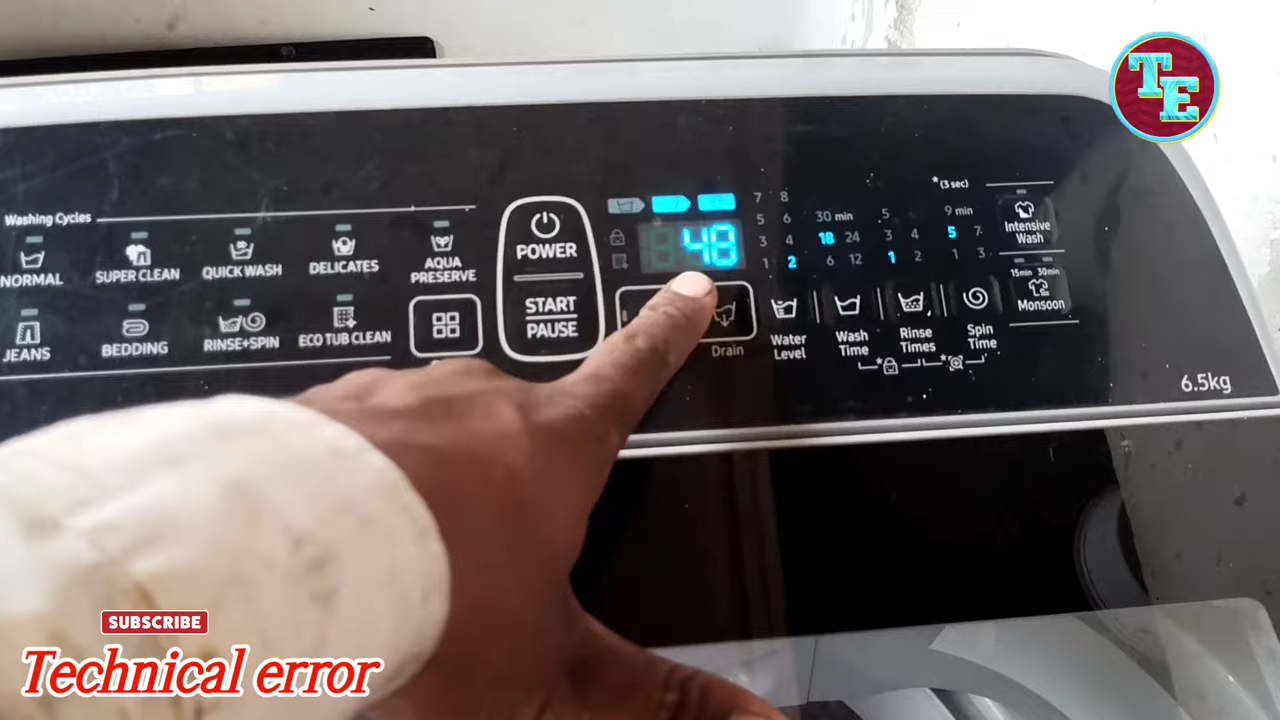 TE
*(3 sec)
Washing Cycles
7 8
5 6 30 min 5 9 min
3 4 18 24 3 4 5 7
1 2 6 12 1 2 1 3
48
NORMAL
SUPER CLEAN
QUICK WASH
DELICATES
AQUA
PRESERVE
POWER
START
PAUSE
Intensive
Wash
15min 30min
Monsoon
JEANS
BEDDING
RINSE+SPIN
ECO TUB CLEAN
Drain
Water
Level
Wash
Time
Rinse
Times
Spin
Time
6.5kg
SUBSCRIBE
Technical error